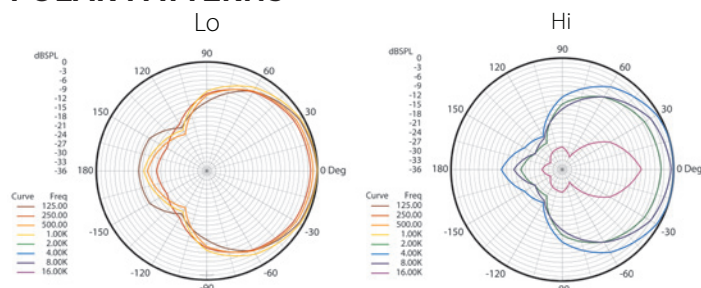 POLAR PATTERNS
Lo
dBSPL
0
-3
-6
-9
-12
-15
-18
-21
-24
-27
-30
-33
-36
90
120
60
150
30
180
0 Deg
-150
-30
-120
-60
-90
Curve Freq
125.00
250.00
500.00
1.00K
2.00K
4.00K
8.00K
16.00K
Hi
dBSPL
0
-3
-6
-9
-12
-15
-18
-21
-24
-27
-30
-33
-36
90
120
60
150
30
180
0 Deg
-150
-30
-120
-60
-90
Curve Freq
125.00
250.00
500.00
1.00K
2.00K
4.00K
8.00K
16.00K